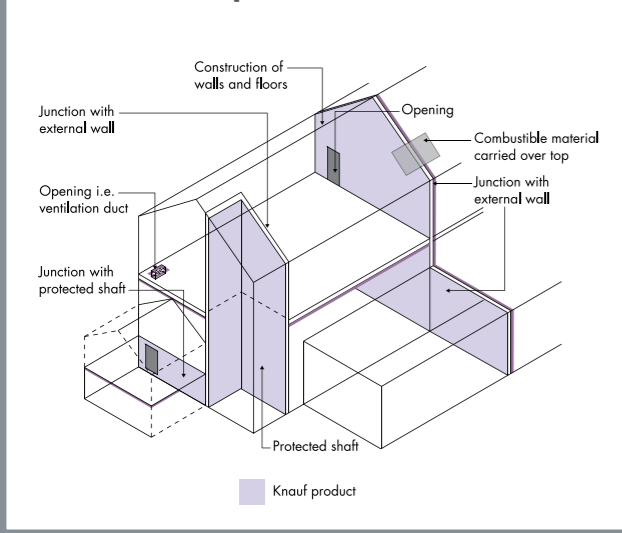 Construction of
walls and floors
Opening
Junction with
external wall
Combustible material
carried over top
Junction with
external wall
Opening i.e.
ventilation duct
Junction with
protected shaft
Protected shaft
Knauf product